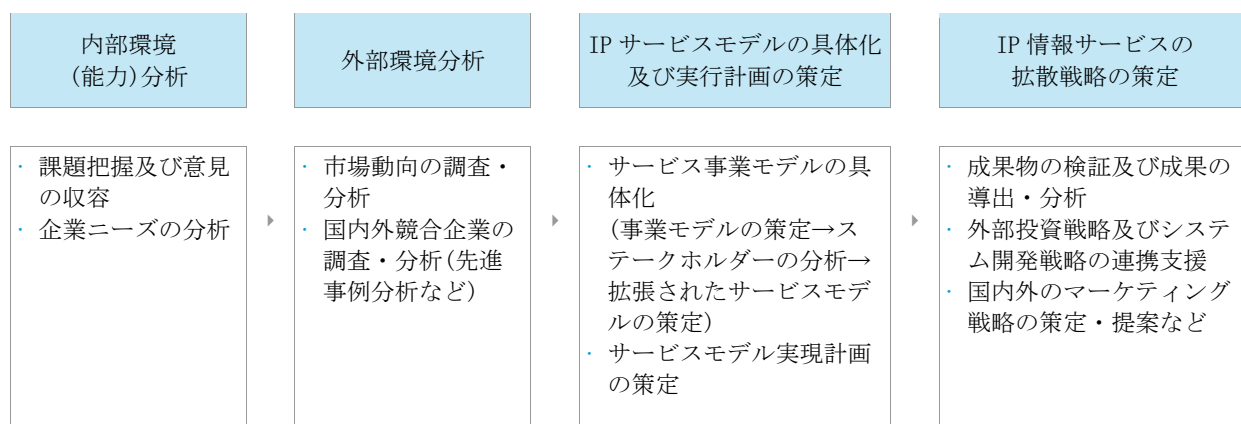 内部環境
(能力)分析
外部環境分析
IP サービスモデルの具体化
及び実行計画の策定
IP 情報サービスの
拡散戦略の策定
· 課題把握及び意見
の収容
· 企業ニーズの分析
· 市場動向の調査・
分析
· 国内外競合企業の
調査・分析(先進
事例分析など)
· サービス事業モデルの具
体化
(事業モデルの策定→ス
テークホルダーの分析→
拡張されたサービスモデ
ルの策定)
· サービスモデル実現計画
の策定
· 成果物の検証及び成果の
導出・分析
· 外部投資戦略及びシステ
ム開発戦略の連携支援
· 国内外のマーケティング
戦略の策定・提案など